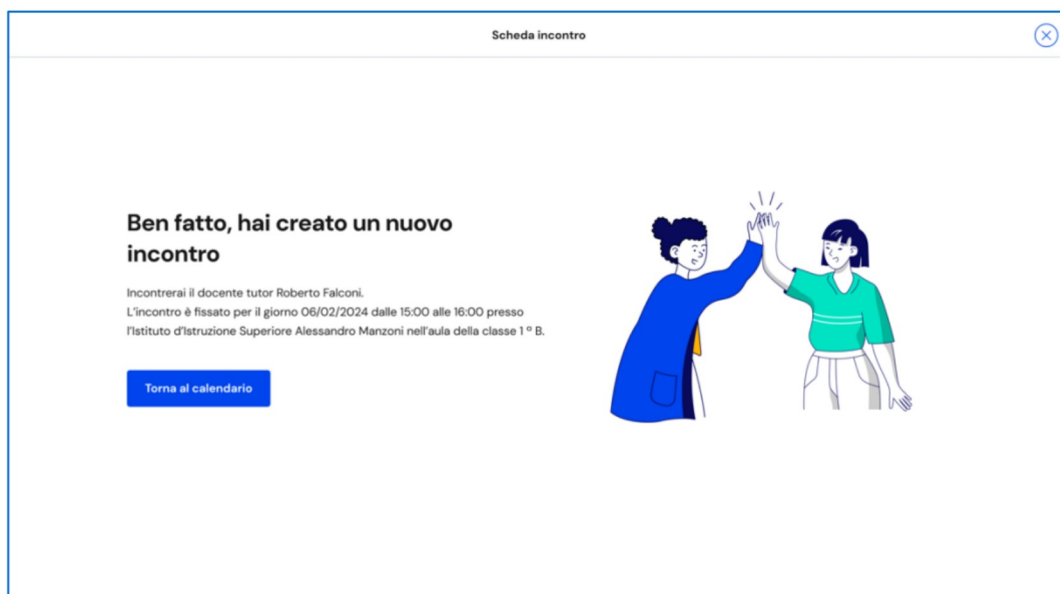 Scheda incontro
Ben fatto, hai creato un nuovo
incontro
Incontrerai il docente tutor Roberto Falconi.
L'incontro è fissato per il giorno 06/02/2024 dalle 15:00 alle 16:00 presso
l'Istituto d'Istruzione Superiore Alessandro Manzoni nell'aula della classe 1 º B.
Torna al calendario